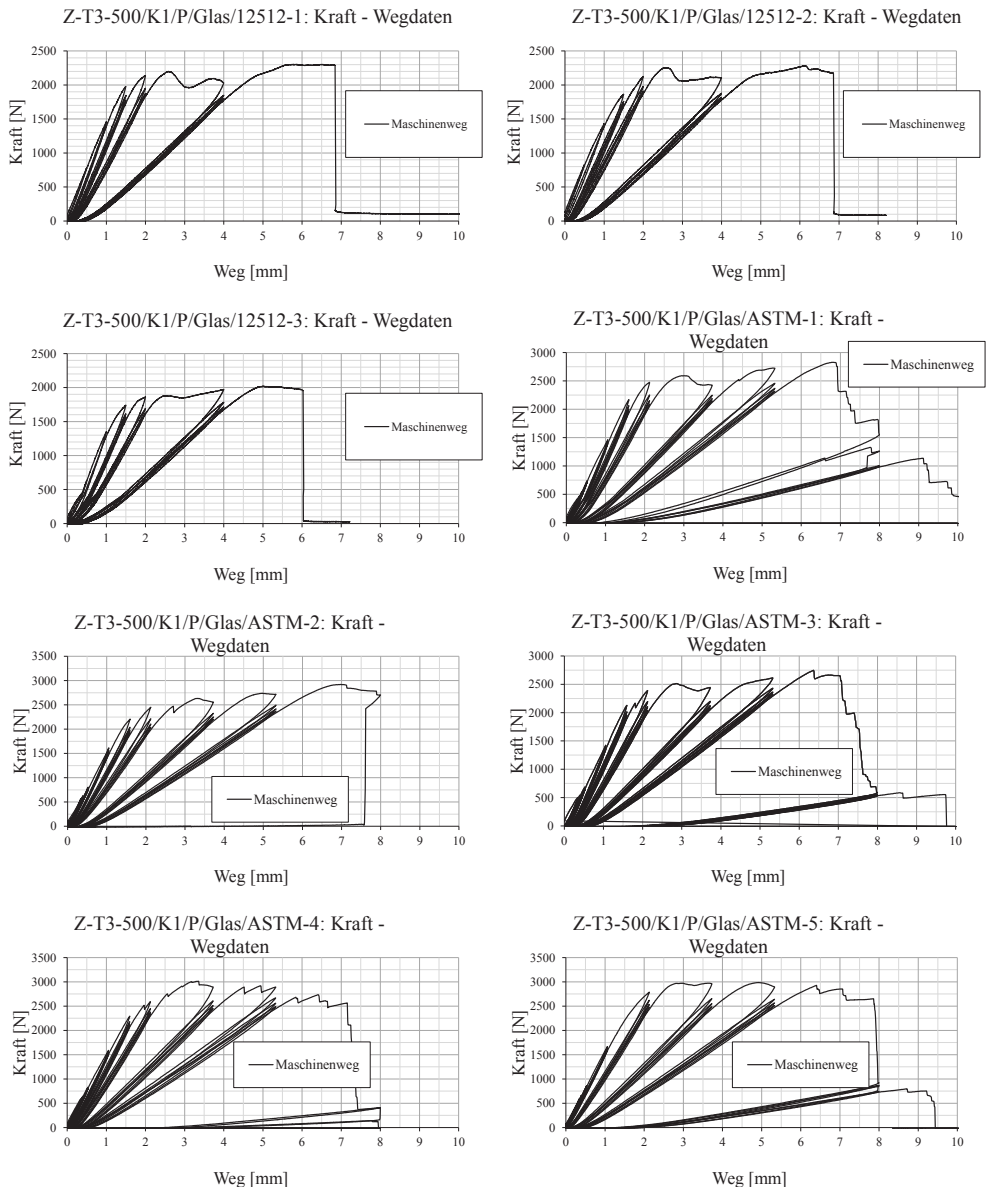 Z-T3-500/K1/P/Glas/12512-1: Kraft - Wegdaten
Kraft [N]
2500
2000
1500
1000
500
0
0 1 2 3 4 5 6 7 8 9 10
Weg [mm]
Maschinenweg
Z-T3-500/K1/P/Glas/12512-2: Kraft - Wegdaten
Kraft [N]
2500
2000
1500
1000
500
0
0 1 2 3 4 5 6 7 8 9 10
Weg [mm]
Maschinenweg
Z-T3-500/K1/P/Glas/12512-3: Kraft - Wegdaten
Kraft [N]
2500
2000
1500
1000
500
0
0 1 2 3 4 5 6 7 8 9 10
Weg [mm]
Maschinenweg
Z-T3-500/K1/P/Glas/ASTM-1: Kraft -
Wegdaten
Kraft [N]
3000
2500
2000
1500
1000
500
0
0 1 2 3 4 5 6 7 8 9 10
Weg [mm]
Maschinenweg
Z-T3-500/K1/P/Glas/ASTM-2: Kraft -
Wegdaten
Kraft [N]
3500
3000
2500
2000
1500
1000
500
0
0 1 2 3 4 5 6 7 8 9 10
Weg [mm]
Maschinenweg
Z-T3-500/K1/P/Glas/ASTM-3: Kraft -
Wegdaten
Kraft [N]
3000
2500
2000
1500
1000
500
0
0 1 2 3 4 5 6 7 8 9 10
Weg [mm]
Maschinenweg
Z-T3-500/K1/P/Glas/ASTM-4: Kraft -
Wegdaten
Kraft [N]
3500
3000
2500
2000
1500
1000
500
0
0 1 2 3 4 5 6 7 8 9 10
Weg [mm]
Maschinenweg
Z-T3-500/K1/P/Glas/ASTM-5: Kraft -
Wegdaten
Kraft [N]
3500
3000
2500
2000
1500
1000
500
0
0 1 2 3 4 5 6 7 8 9 10
Weg [mm]
Maschinenweg